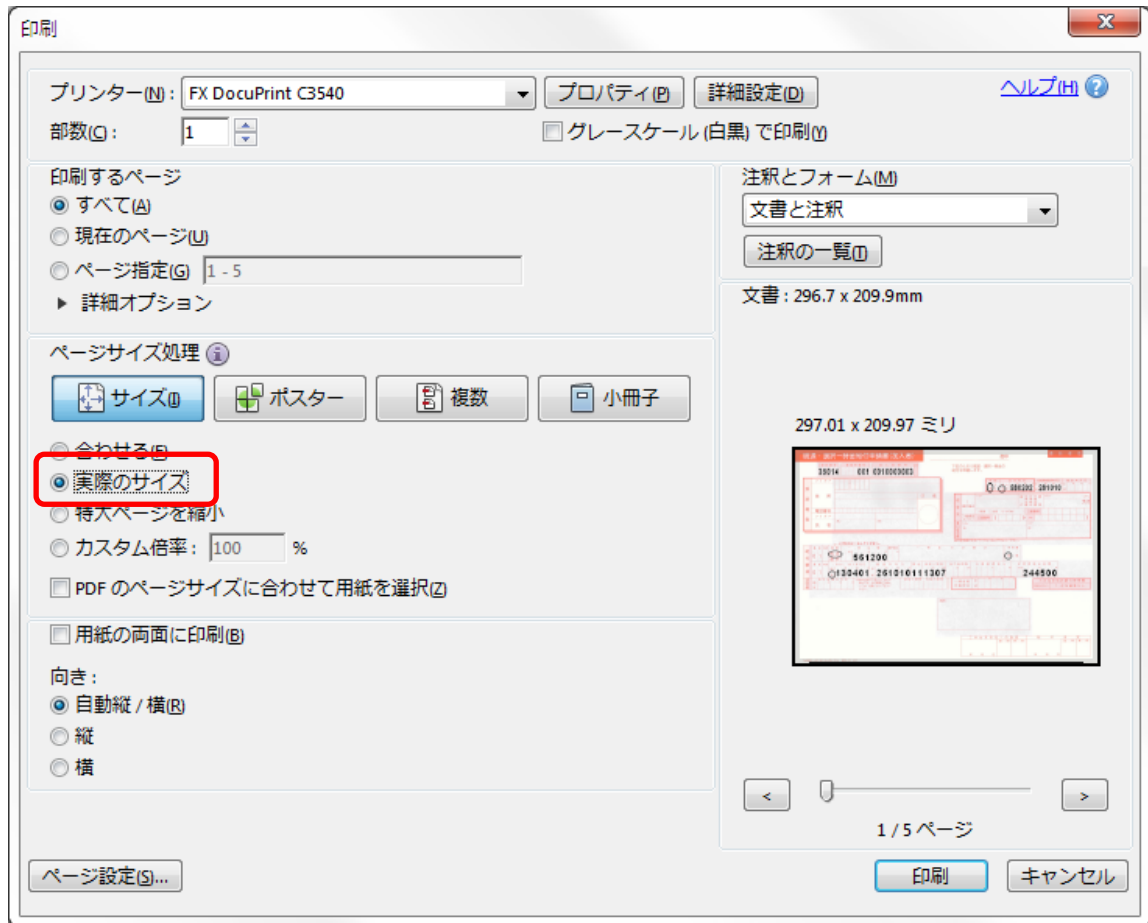 印刷
プリンター(N): FX DocuPrint C3540 プロパティ(P) 詳細設定(D) ヘルプ(H)
部数(C): 1 グレースケール (白黒) で印刷(Y)
印刷するページ
すべて(A)
現在のページ(U)
ページ指定(G) 1 - 5
詳細オプション
ページサイズ処理
サイズ(I) ポスター 複数 小冊子
合わせる(F)
実際のサイズ
特大ページを縮小
カスタム倍率: 100 %
PDF のページサイズに合わせて用紙を選択(Z)
用紙の両面に印刷(B)
向き:
自動縦 / 横(R)
縦
横
注釈とフォーム(M)
文書と注釈
注釈の一覧(T)
文書: 296.7 x 209.9mm
297.01 x 209.97 ミリ
561200
244500
< >
1 / 5 ページ
ページ設定(S)... 印刷 キャンセル